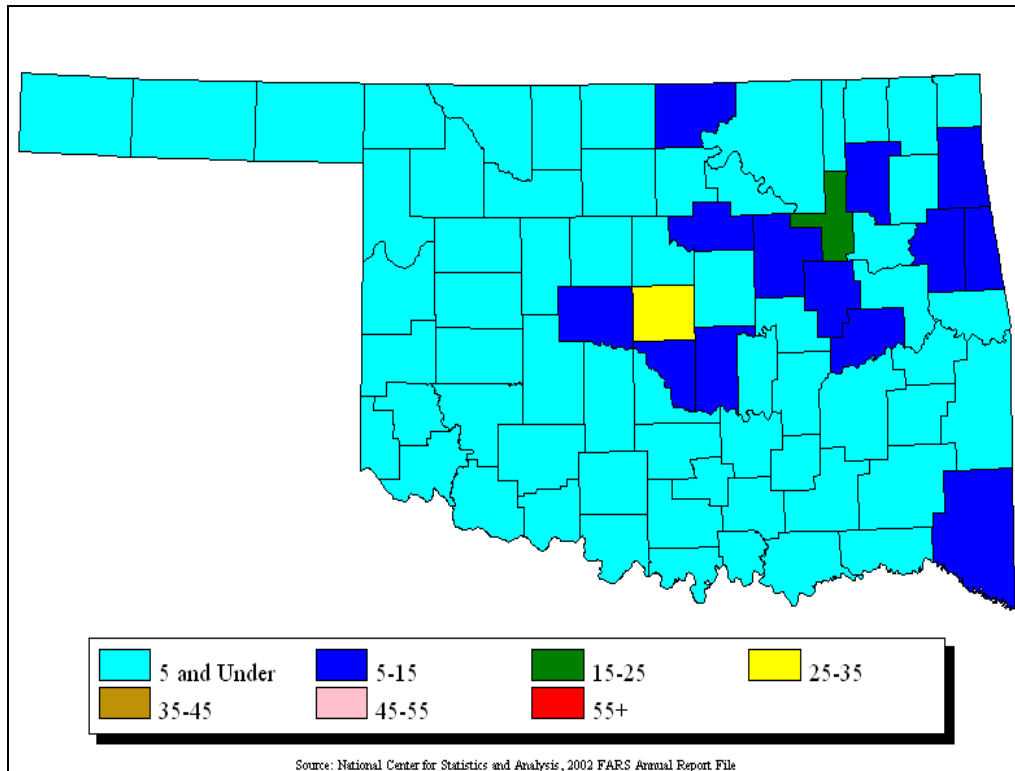 5 and Under 5-15 15-25 25-35
35-45 45-55 55+
Source: National Center for Statistics and Analysis, 2002 FARS Annual Report File